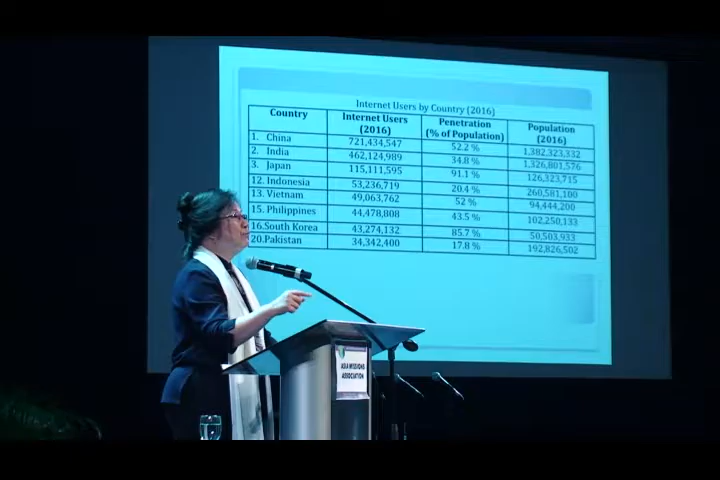 Internet Users by Country (2016)
Country Internet Users (2016) Penetration (% of Population) Population (2016)
1. China 721,434,547 52.2 % 1,382,323,332
2. India 462,124,989 34.8 % 1,326,801,576
3. Japan 115,111,595 91.1 % 126,323,715
12. Indonesia 53,236,719 20.4 % 260,581,100
13. Vietnam 49,063,762 52 % 94,444,200
15. Philippines 44,478,808 43.5 % 102,250,133
16.South Korea 43,274,132 85.7 % 50,503,933
20.Pakistan 34,342,400 17.8 % 192,826,502
ASIA MISSIONS
ASSOCIATION